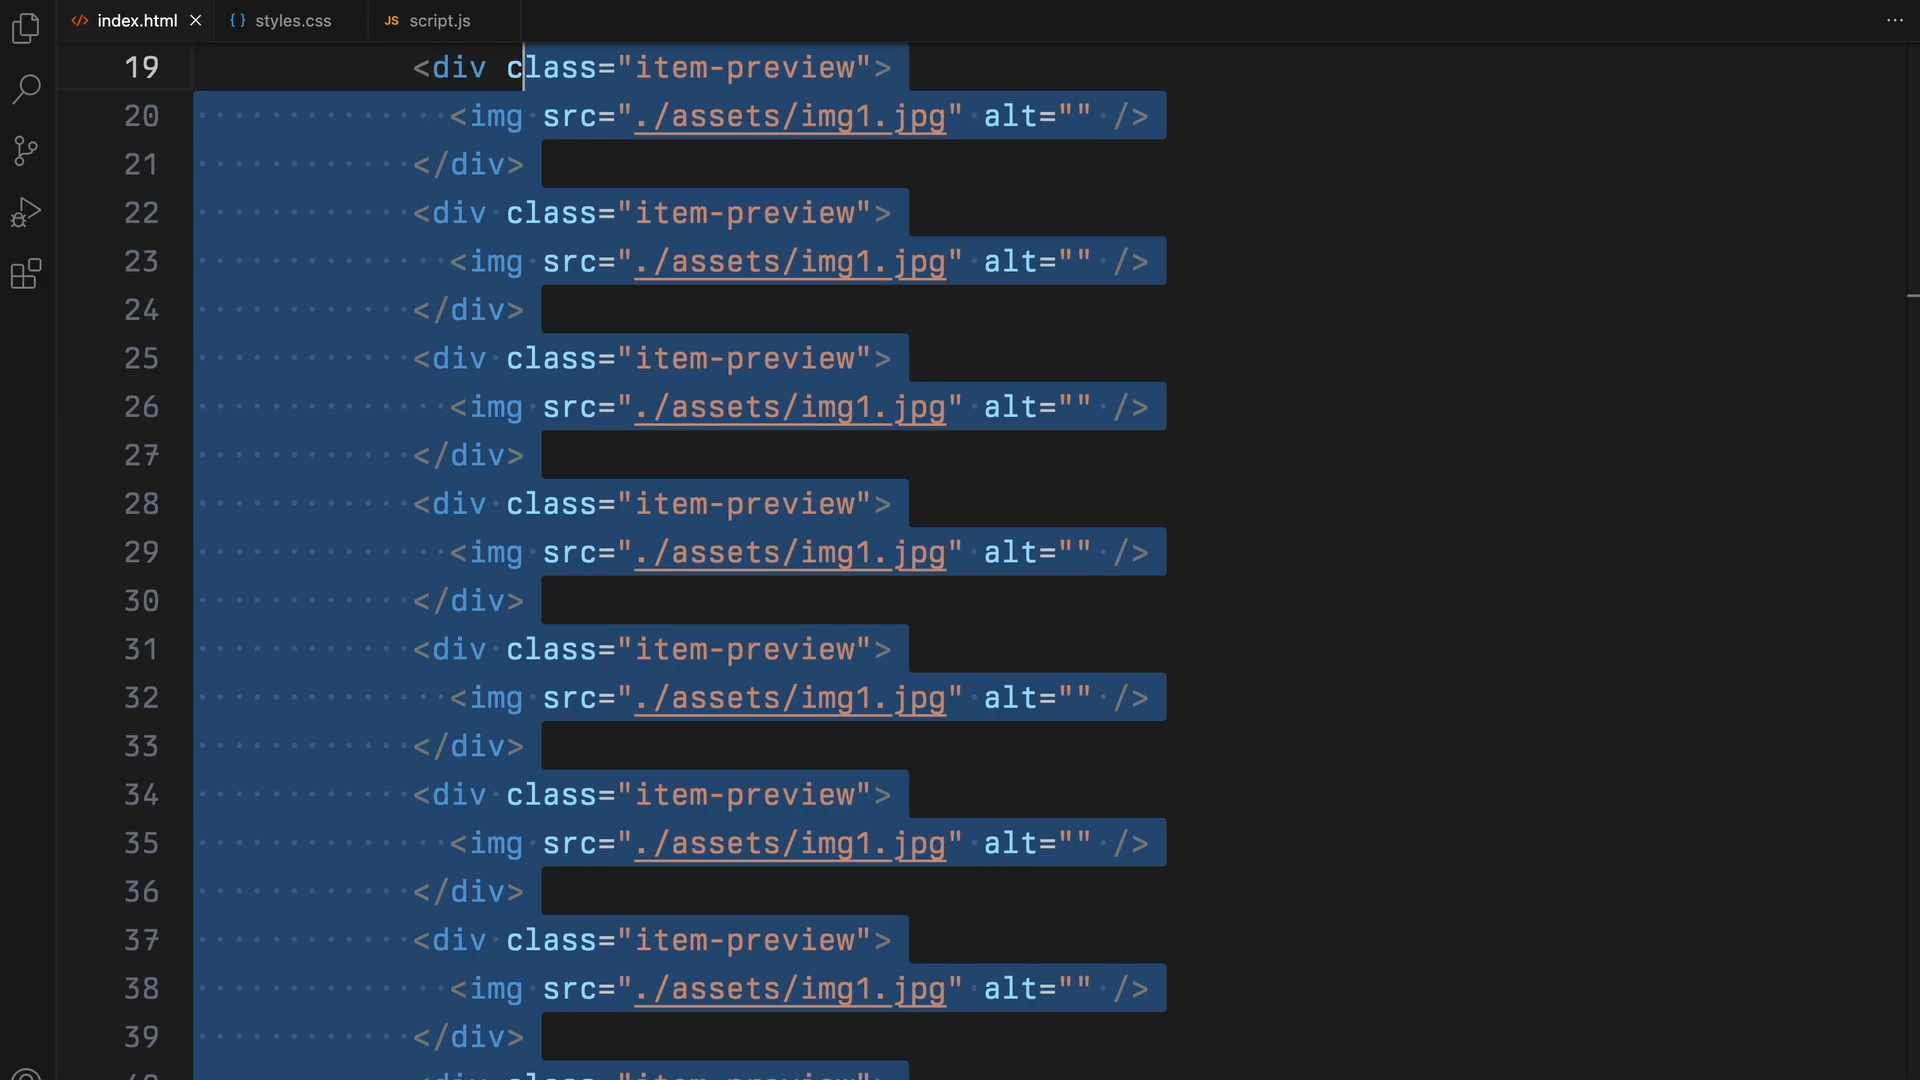 index.html
styles.css
JS script.js
19 <div class="item-preview">
20 <img src="./assets/img1.jpg" alt="" />
21 </div>
22 <div class="item-preview">
23 <img src="./assets/img1.jpg" alt="" />
24 </div>
25 <div class="item-preview">
26 <img src="./assets/img1.jpg" alt="" />
27 </div>
28 <div class="item-preview">
29 <img src="./assets/img1.jpg" alt="" />
30 </div>
31 <div class="item-preview">
32 <img src="./assets/img1.jpg" alt="" />
33 </div>
34 <div class="item-preview">
35 <img src="./assets/img1.jpg" alt="" />
36 </div>
37 <div class="item-preview">
38 <img src="./assets/img1.jpg" alt="" />
39 </div>